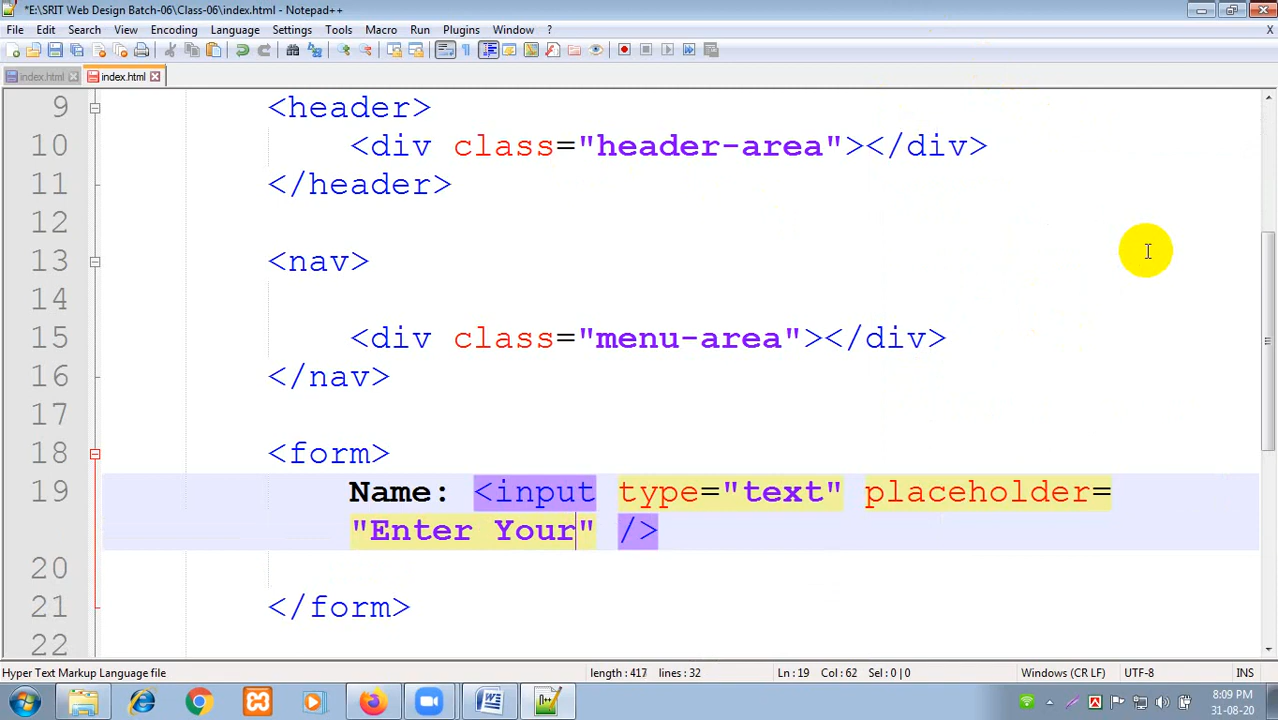 *E:\SRIT Web Design Batch-06\Class-06\index.html - Notepad++
File Edit Search View Encoding Language Settings Tools Macro Run Plugins Window ? X
index.html index.html
9 <header>
10 <div class="header-area"></div>
11 </header>
12
13 <nav>
14
15 <div class="menu-area"></div>
16 </nav>
17
18 <form>
19 Name: <input type="text" placeholder=
"Enter Your" />
20
21 </form>
22
Hyper Text Markup Language file length : 417 lines : 32 Ln : 19 Col : 62 Sel : 0 | 0 Windows (CR LF) UTF-8 INS
8:09 PM
31-08-20